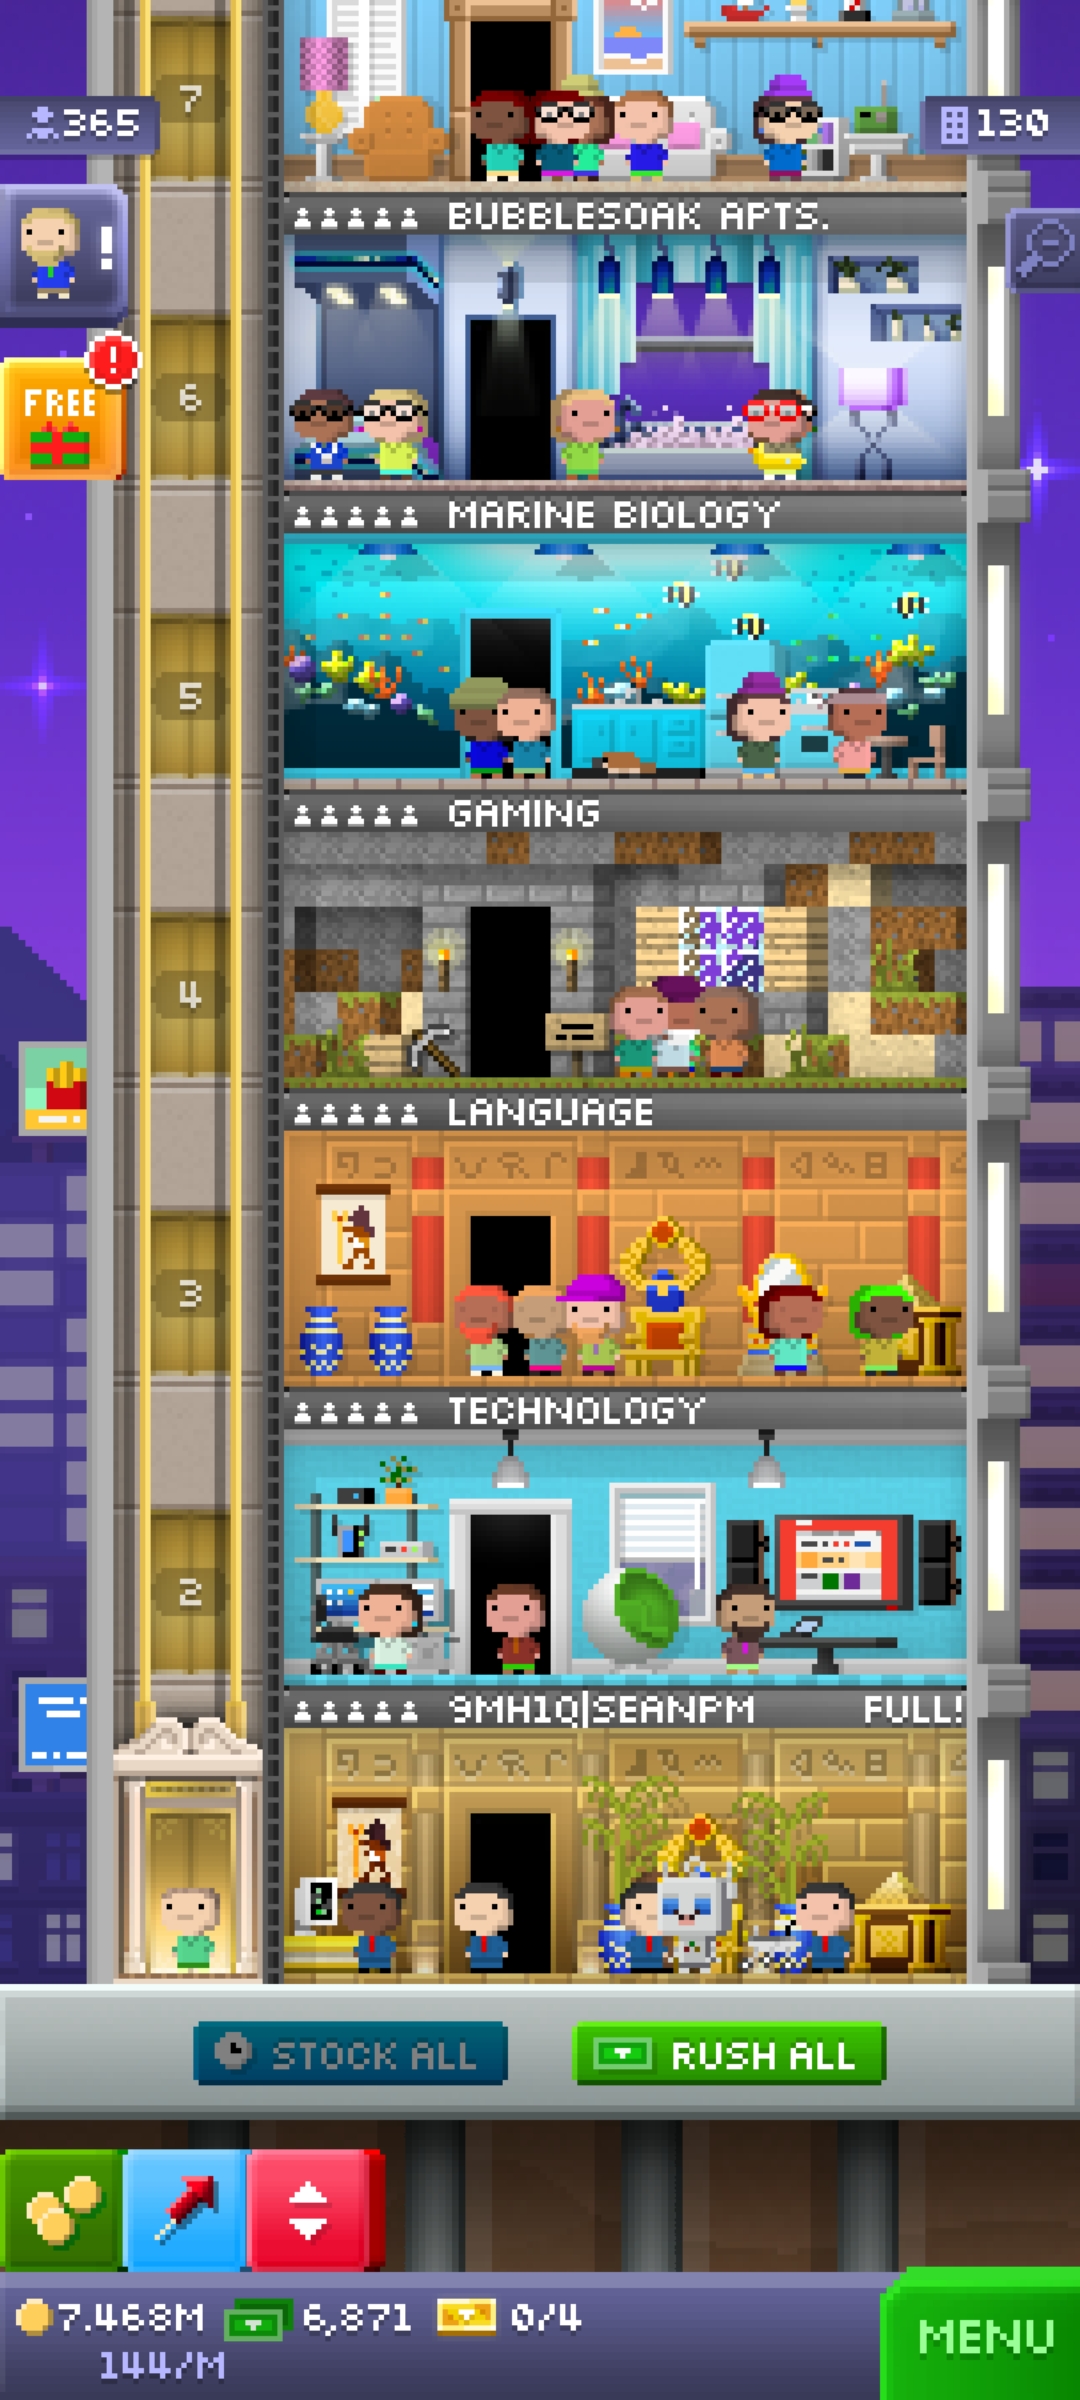 7
365
130
!
BUBBLESOAK APTS.
!
FREE
6
MARINE BIOLOGY
5
GAMING
4
LANGUAGE
3
TECHNOLOGY
2
9MH1Q|SEANPM FULL!
STOCK ALL
RUSH ALL
7.468M 6,871 0/4
144/M
MENU